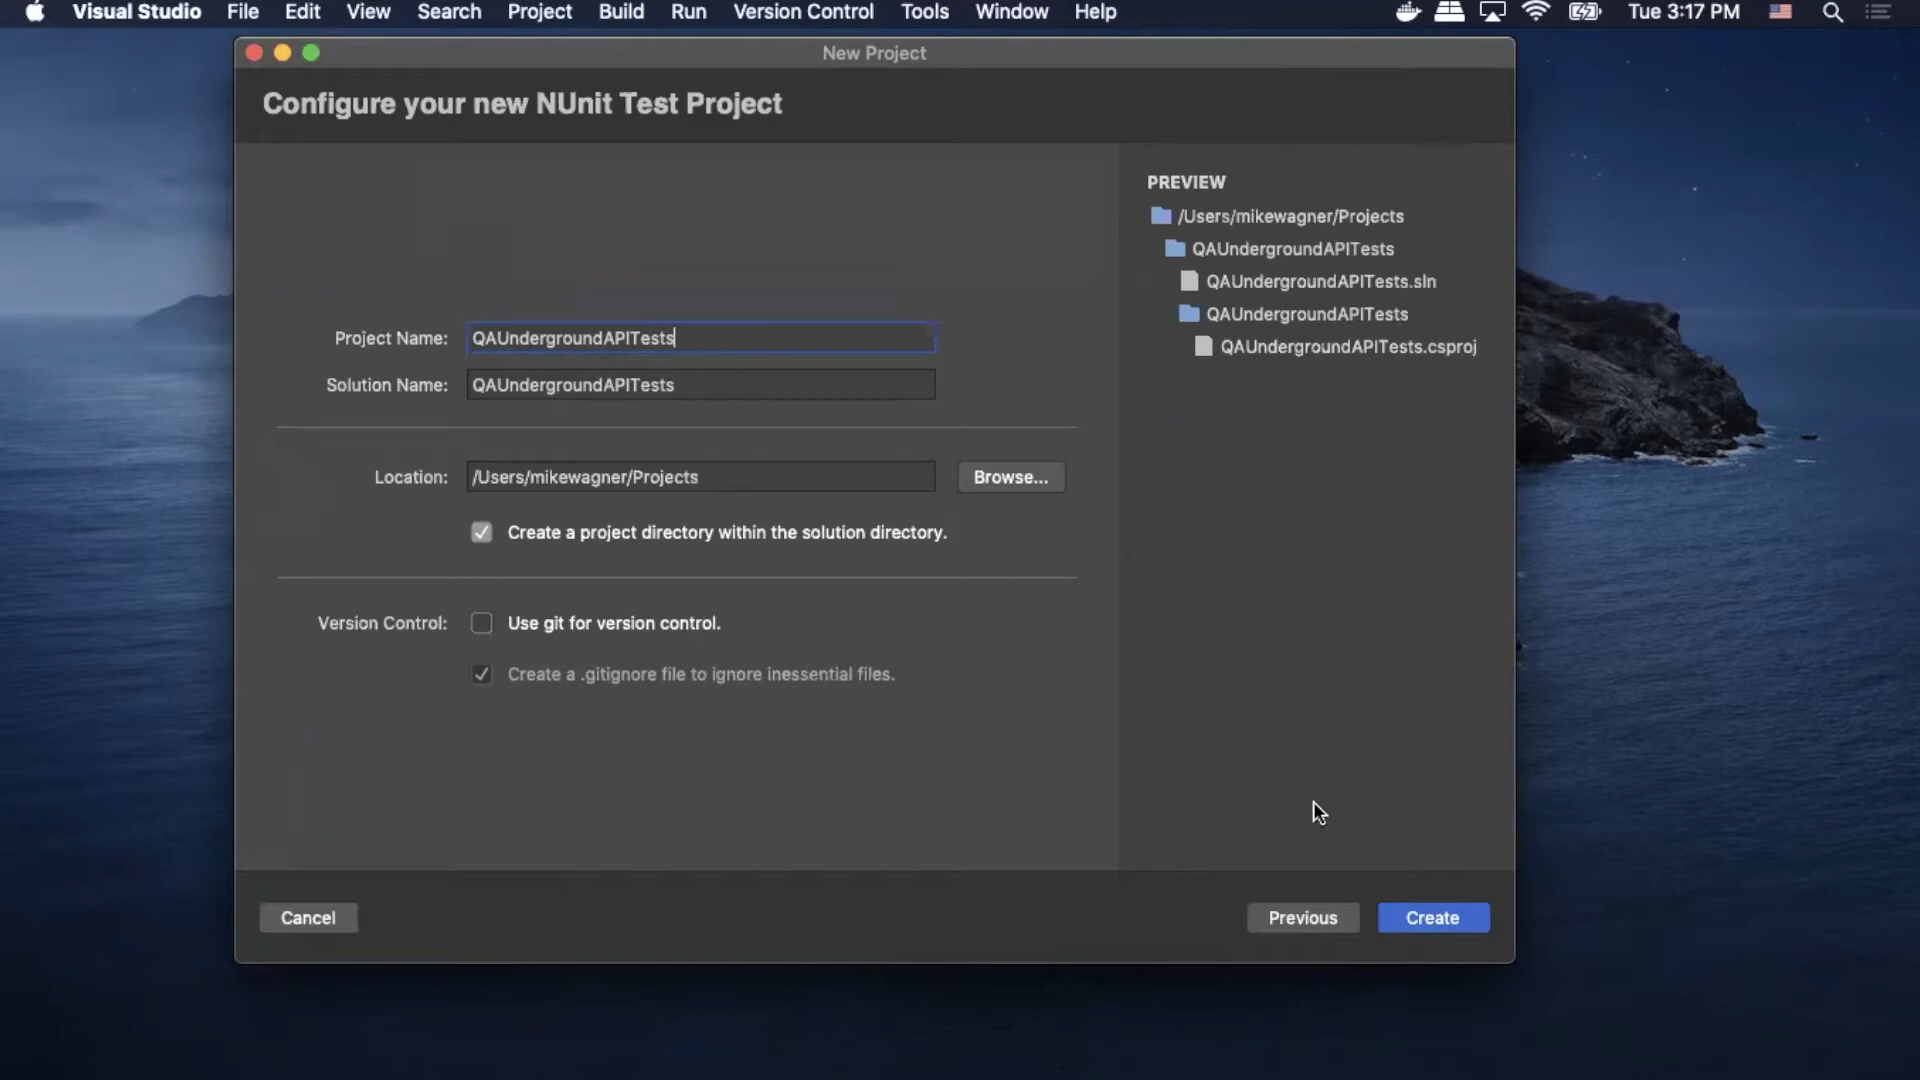 Visual Studio File Edit View Search Project Build Run Version Control Tools Window Help Tue 3:17 PM
New Project
Configure your new NUnit Test Project
PREVIEW
/Users/mikewagner/Projects
QAUndergroundAPITests
QAUndergroundAPITests.sln
QAUndergroundAPITests
QAUndergroundAPITests.csproj
Project Name: QAUndergroundAPITests
Solution Name: QAUndergroundAPITests
Location: /Users/mikewagner/Projects Browse...
Create a project directory within the solution directory.
Version Control: Use git for version control.
Create a .gitignore file to ignore inessential files.
Cancel Previous Create